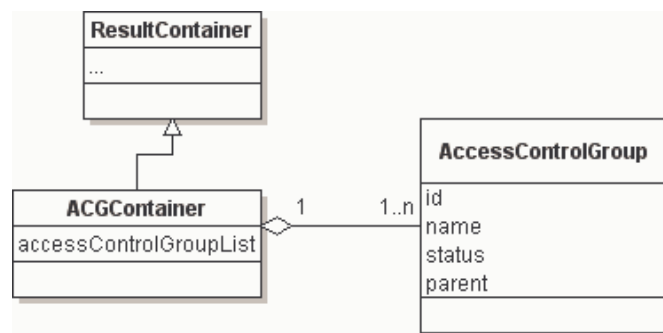 ResultContainer
...
ACGContainer
accessControlGroupList
1
1..n
AccessControlGroup
id
name
status
parent